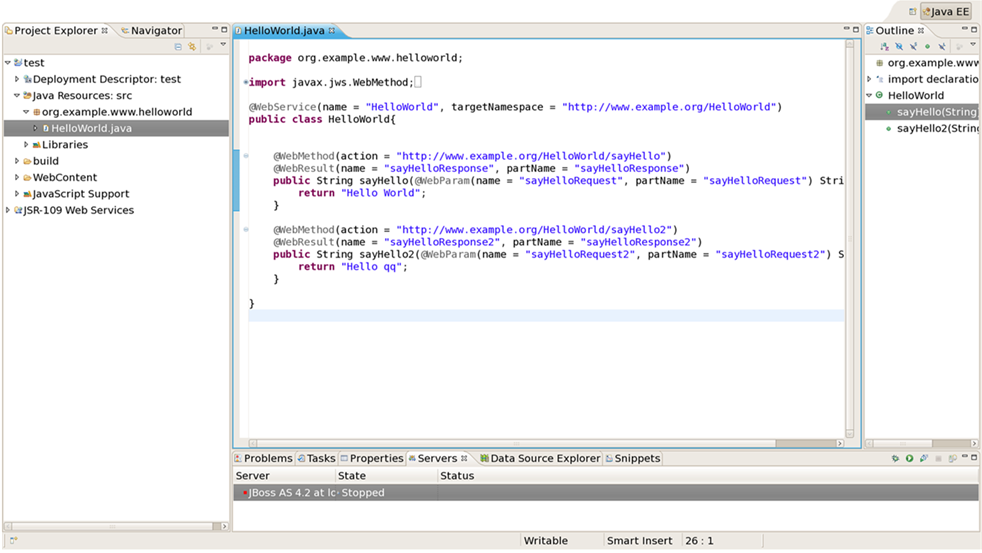 Java EE
Project Explorer
Navigator
test
Deployment Descriptor: test
Java Resources: src
org.example.www.helloworld
HelloWorld.java
Libraries
build
WebContent
JavaScript Support
JSR-109 Web Services
HelloWorld.java
package org.example.www.helloworld;
import javax.jws.WebMethod;
@WebService(name = "HelloWorld", targetNamespace = "http://www.example.org/HelloWorld")
public class HelloWorld{
@WebMethod(action = "http://www.example.org/HelloWorld/sayHello")
@WebResult(name = "sayHelloResponse", partName = "sayHelloResponse")
public String sayHello(@WebParam(name = "sayHelloRequest", partName = "sayHelloRequest") Stri
return "Hello World";
}
@WebMethod(action = "http://www.example.org/HelloWorld/sayHello2")
@WebResult(name = "sayHelloResponse2", partName = "sayHelloResponse2")
public String sayHello2(@WebParam(name = "sayHelloRequest2", partName = "sayHelloRequest2") S
return "Hello qq";
}
}
Outline
org.example.www
import declaratio
HelloWorld
sayHello(String
sayHello2(String
Problems Tasks Properties Servers Data Source Explorer Snippets
Server State Status
JBoss AS 4.2 at lc Stopped
Writable Smart Insert 26 : 1